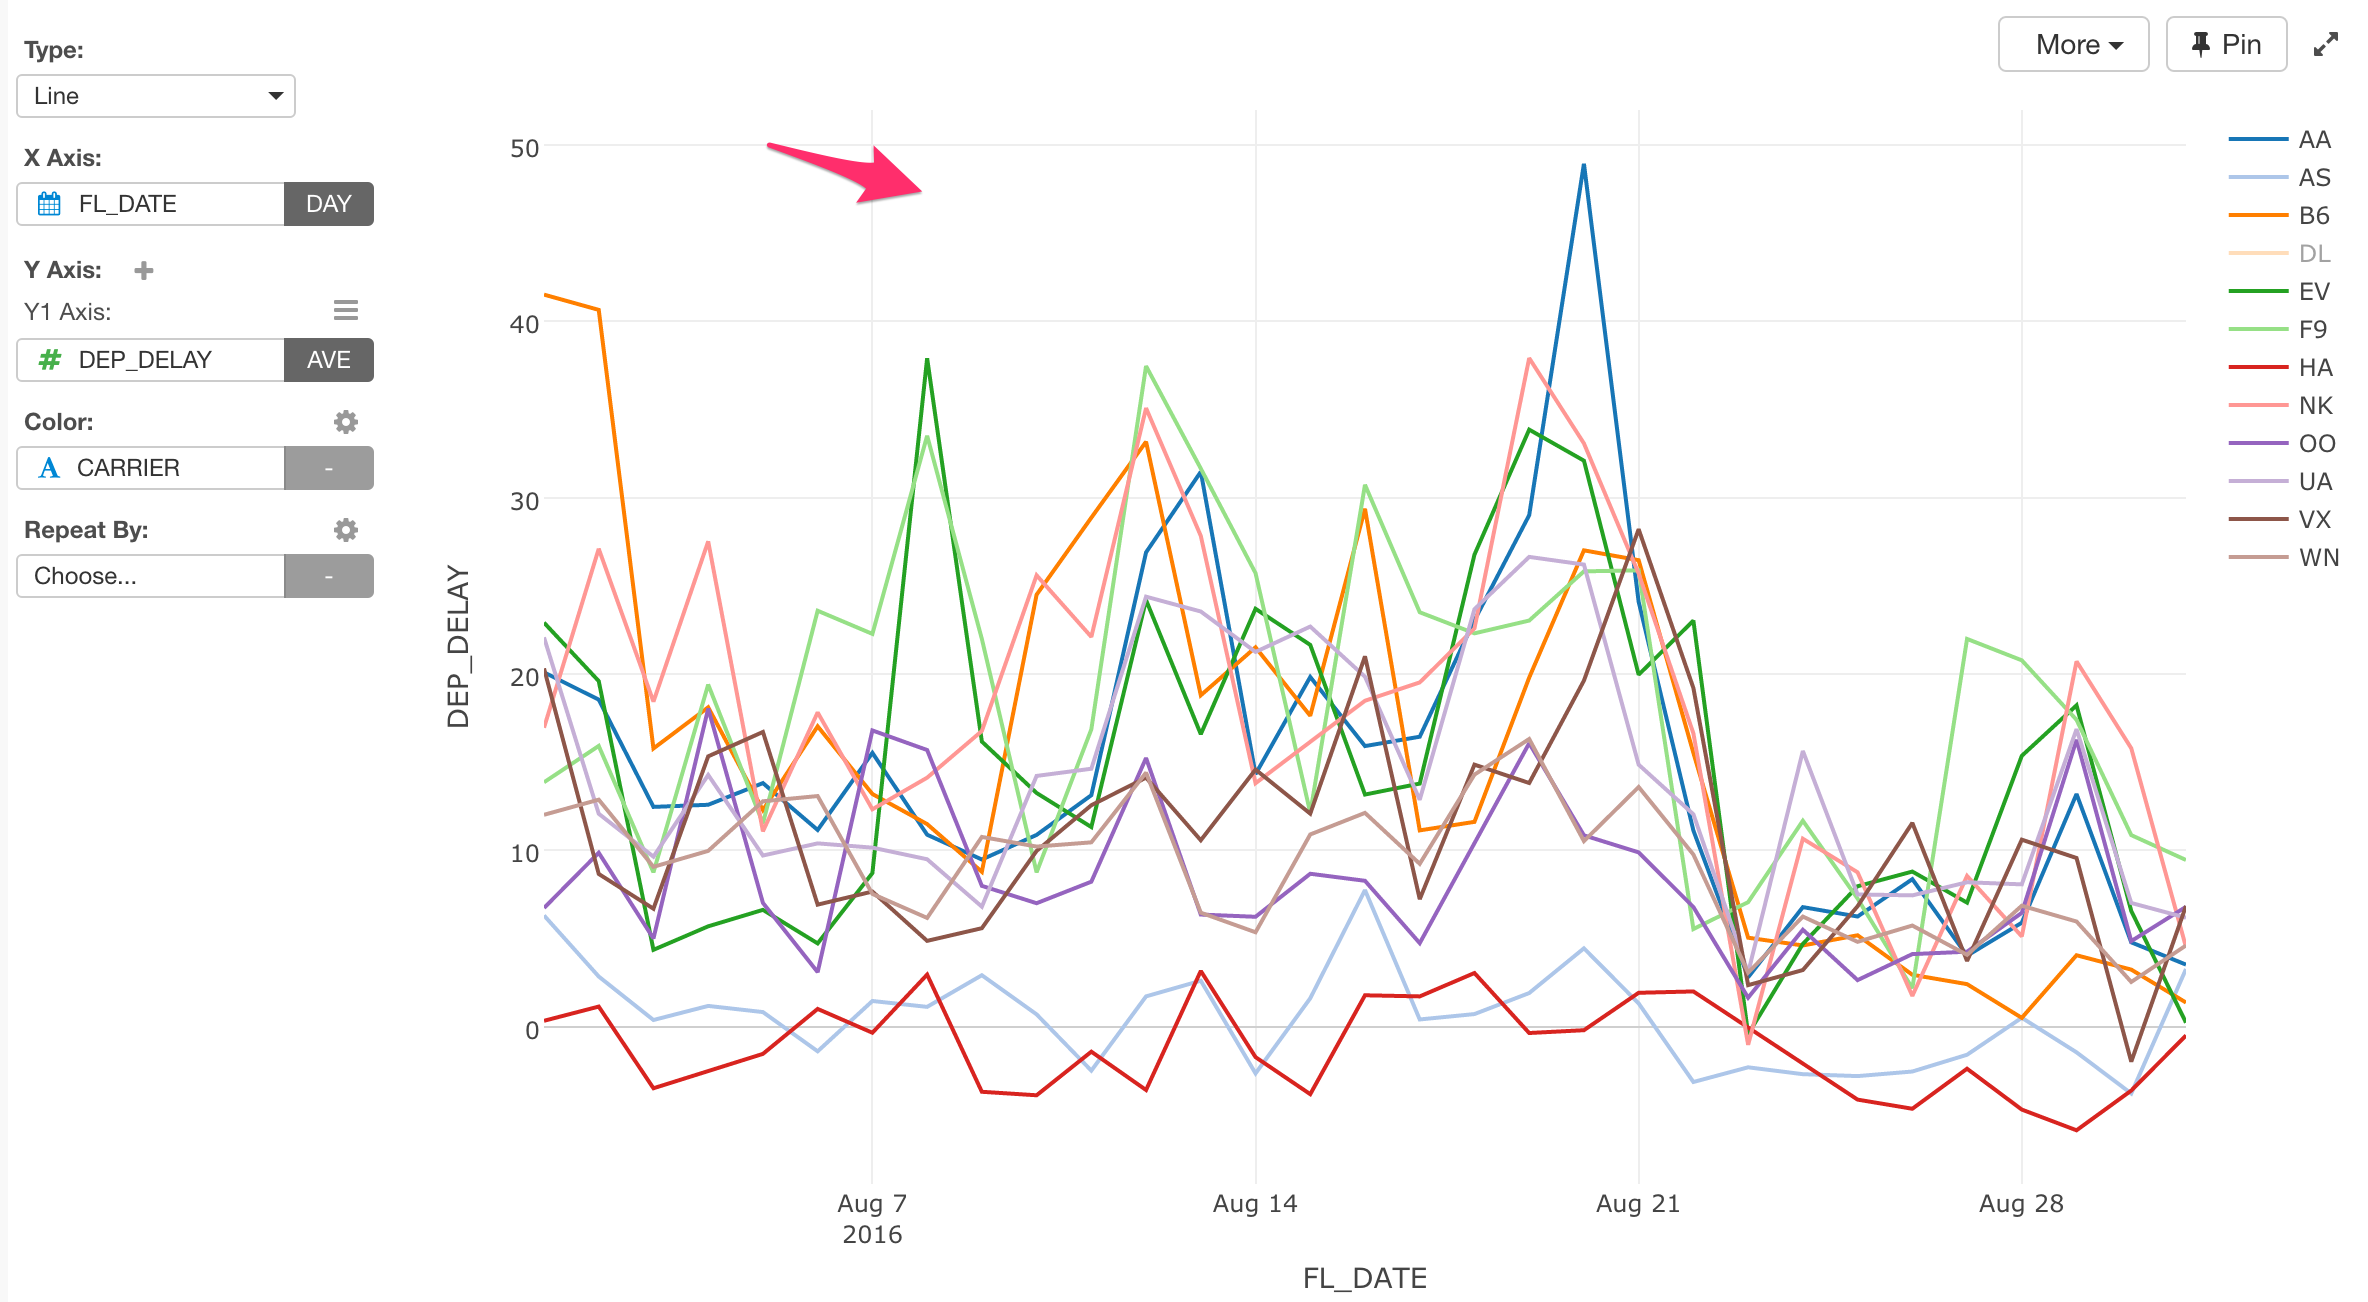 Type:
Line
X Axis:
FL_DATE DAY
Y Axis:
Y1 Axis:
# DEP_DELAY AVE
Color:
A CARRIER -
Repeat By:
Choose... -
More
Pin
50
40
30
20
10
0
DEP_DELAY
Aug 7
2016
Aug 14
Aug 21
Aug 28
FL_DATE
AA
AS
B6
DL
EV
F9
HA
NK
OO
UA
VX
WN